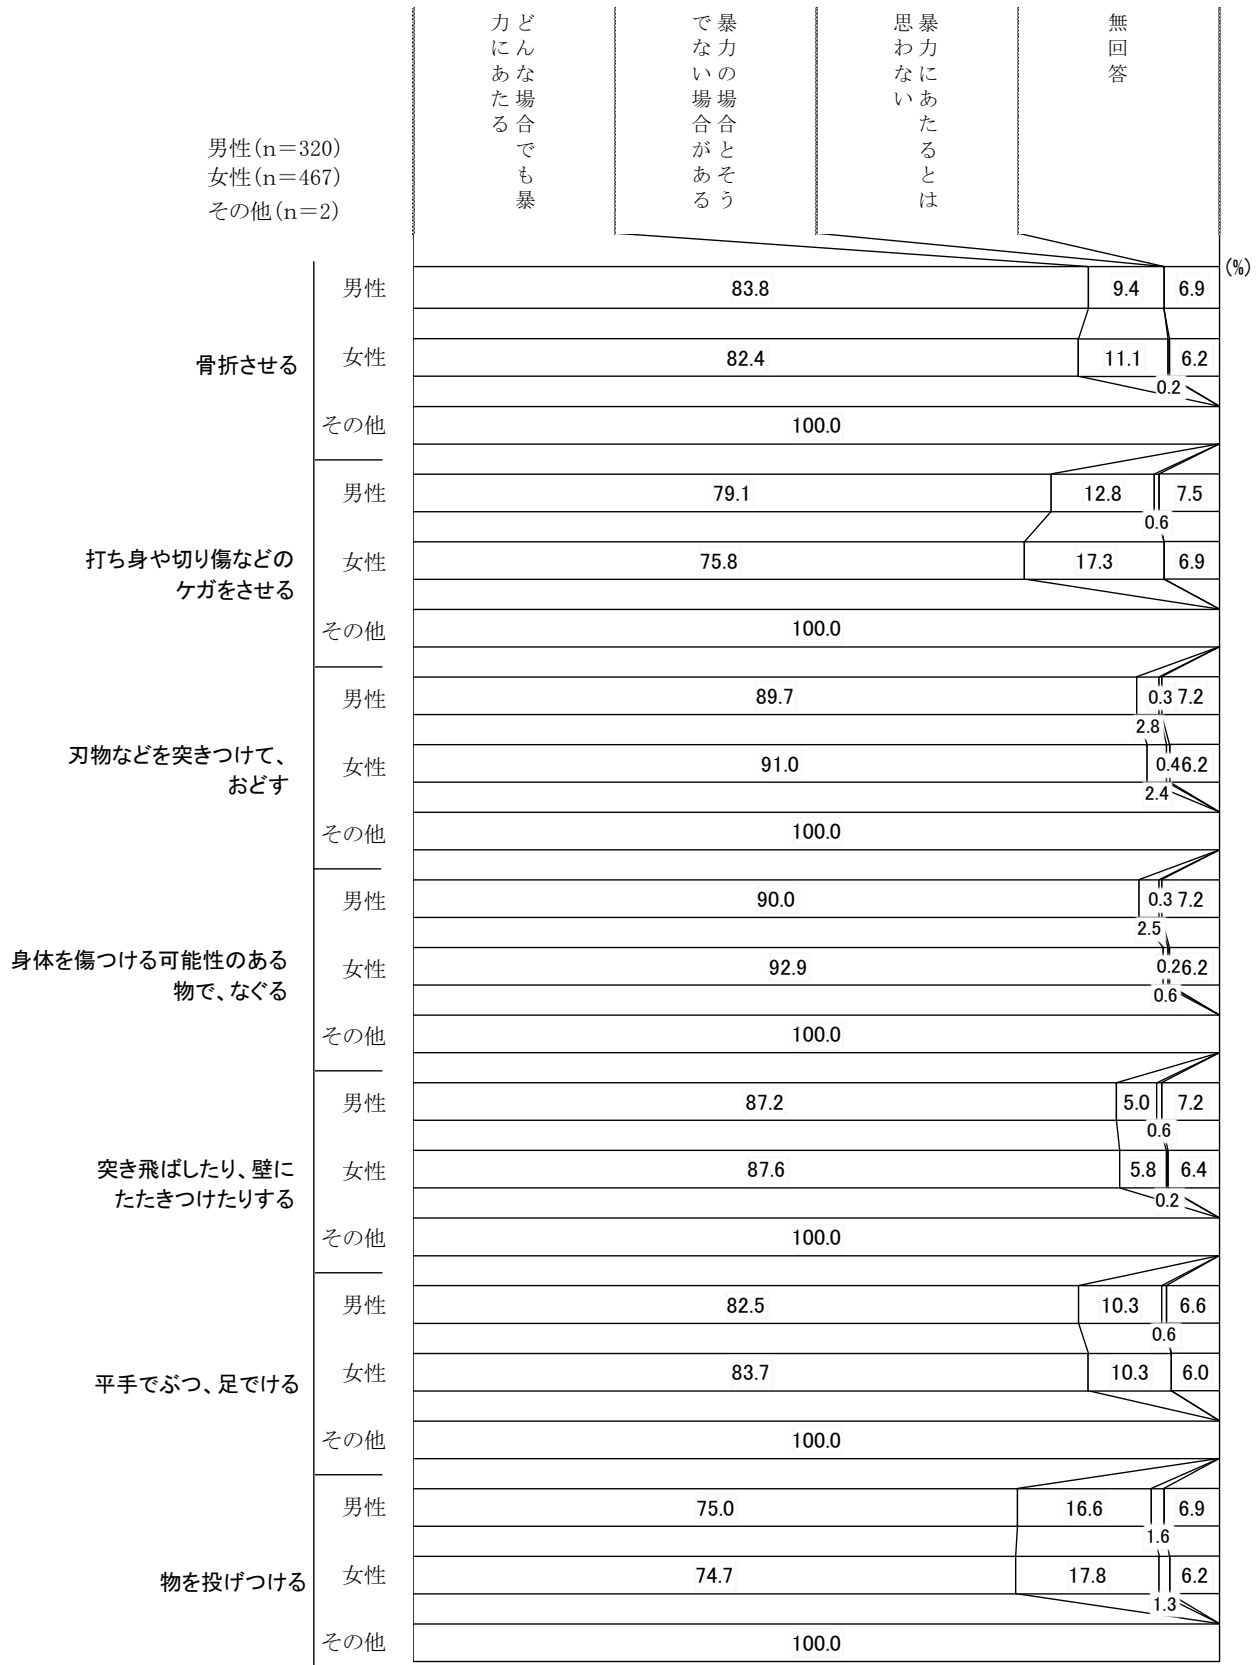 どんな場合でも暴
力にあたる
暴力の場合とそう
でない場合がある
暴力にあたるとは
思わない
無回答
男性(n=320)
女性(n=467)
その他(n=2)
(%)
骨折させる
男性 83.8 9.4 6.9
女性 82.4 11.1 6.2
0.2
その他 100.0
打ち身や切り傷などの
ケガをさせる
男性 79.1 12.8 7.5
0.6
女性 75.8 17.3 6.9
その他 100.0
刃物などを突きつけて、
おどす
男性 89.7 0.3 7.2
2.8
女性 91.0 0.4 6.2
2.4
その他 100.0
身体を傷つける可能性のある
物で、なぐる
男性 90.0 0.3 7.2
2.5
女性 92.9 0.2 6.2
0.6
その他 100.0
突き飛ばしたり、壁に
たたきつけたりする
男性 87.2 5.0 7.2
0.6
女性 87.6 5.8 6.4
0.2
その他 100.0
平手でぶつ、足でける
男性 82.5 10.3 6.6
0.6
女性 83.7 10.3 6.0
その他 100.0
物を投げつける
男性 75.0 16.6 6.9
1.6
女性 74.7 17.8 6.2
1.3
その他 100.0